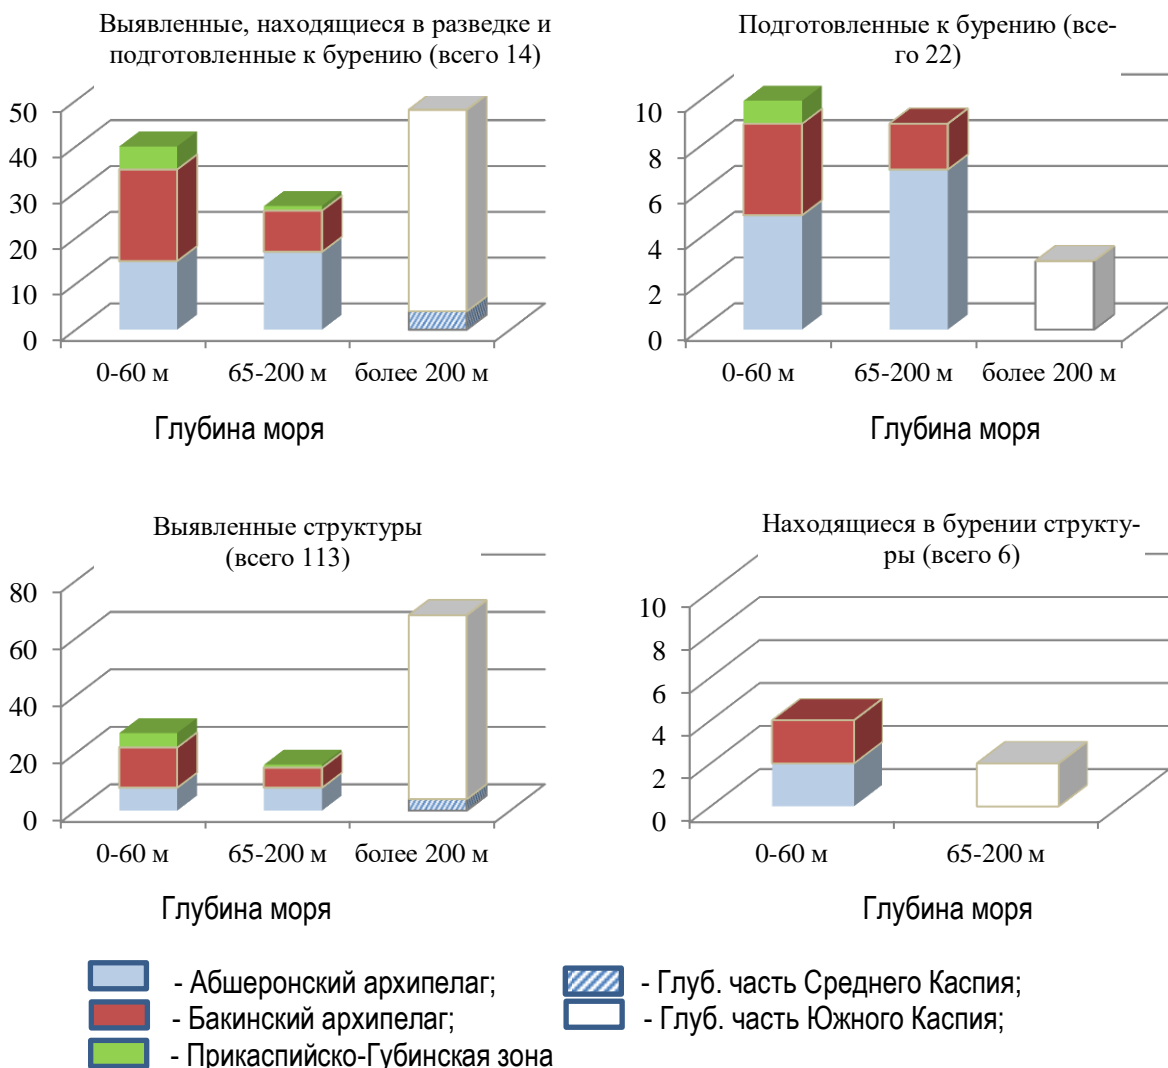 Выявленные, находящиеся в разведке и
подготовленные к бурению (всего 14)
50
40
30
20
10
0
0-60 м 65-200 м более 200 м
Глубина моря
Подготовленные к бурению (все-
го 22)
10
8
6
4
2
0
0-60 м 65-200 м более 200 м
Глубина моря
Выявленные структуры
(всего 113)
80
60
40
20
0
0-60 м 65-200 м более 200 м
Глубина моря
Находящиеся в бурении структу-
ры (всего 6)
10
8
6
4
2
0
0-60 м 65-200 м
Глубина моря
- Абшеронский архипелаг;
- Бакинский архипелаг;
- Прикаспийско-Губинская зона
- Глуб. часть Среднего Каспия;
- Глуб. часть Южного Каспия;